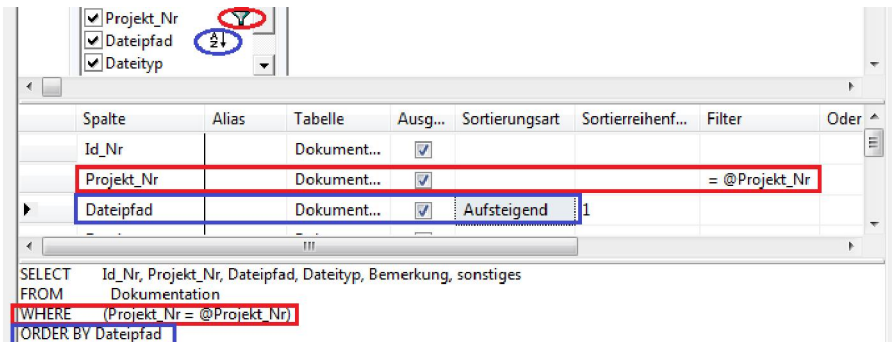 Projekt_Nr
Dateipfad
Dateityp
Spalte Alias Tabelle Ausg... Sortierungsart Sortierreihenf... Filter Oder
Id_Nr Dokument...
Projekt_Nr Dokument... = @Projekt_Nr
Dateipfad Dokument... Aufsteigend 1
SELECT Id_Nr, Projekt_Nr, Dateipfad, Dateityp, Bemerkung, sonstiges
FROM Dokumentation
WHERE (Projekt_Nr = @Projekt_Nr)
ORDER BY Dateipfad